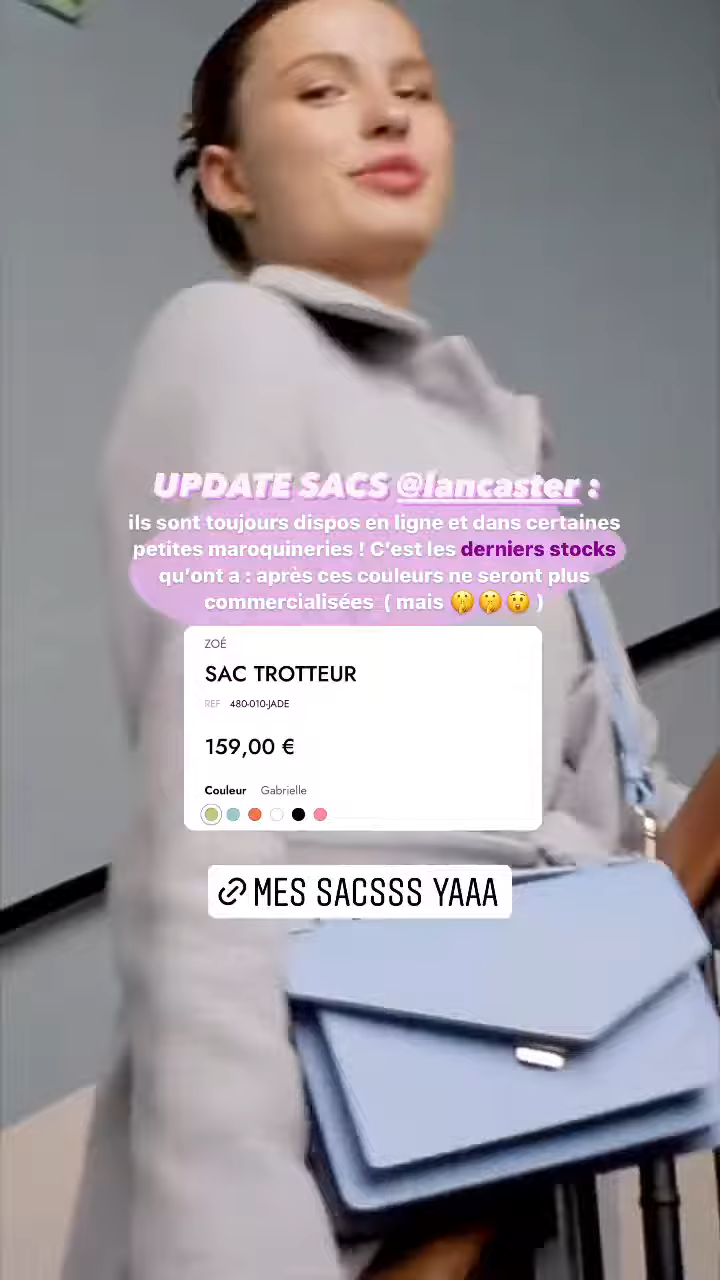 UPDATE SACS @lancaster :
ils sont toujours dispos en ligne et dans certaines
petites maroquineries ! C'est les derniers stocks
qu'ont a : après ces couleurs ne seront plus
commercialisées ( mais 🤫🤫😲 )
ZOÉ
SAC TROTTEUR
REF 480-010-JADE
159,00 €
Couleur Gabrielle
MES SACSSS YAAA